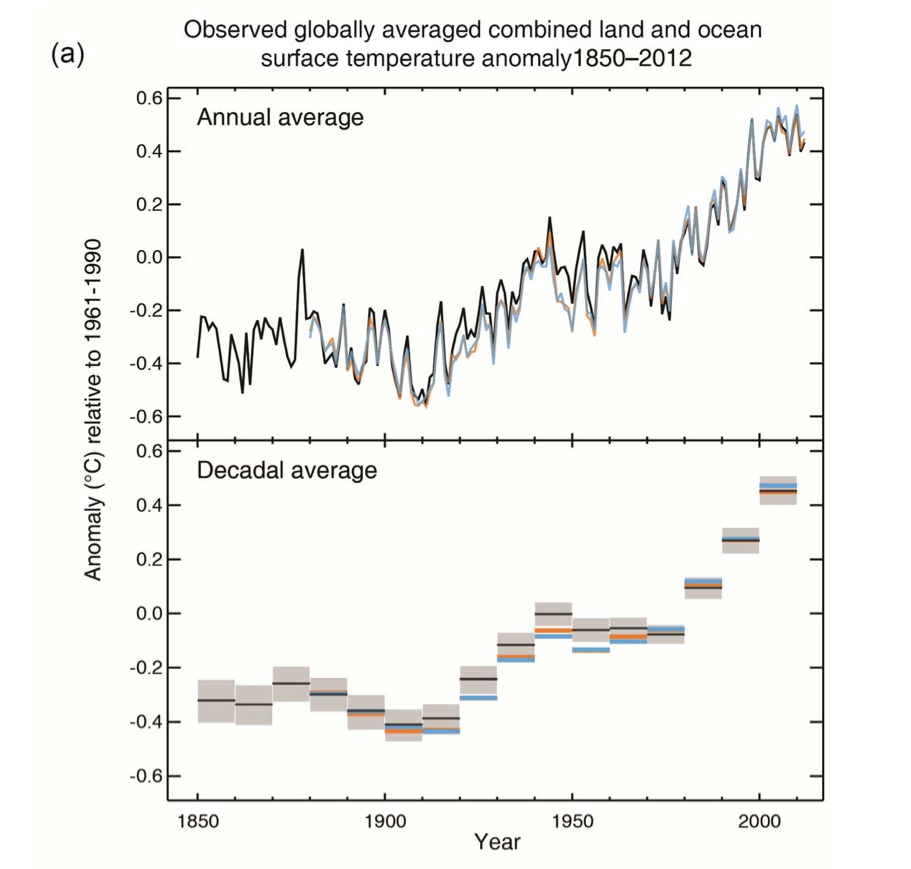 (a)
Observed globally averaged combined land and ocean
surface temperature anomaly1850–2012
Anomaly (°C) relative to 1961-1990
Annual average
0.6
0.4
0.2
0.0
-0.2
-0.4
-0.6
Decadal average
0.6
0.4
0.2
0.0
-0.2
-0.4
-0.6
1850 1900 1950 2000
Year